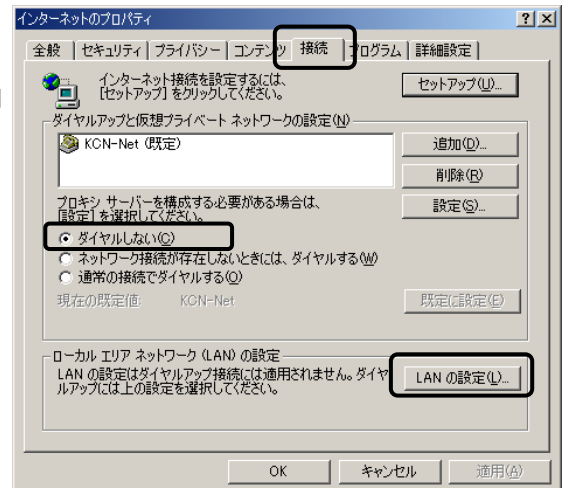 インターネットのプロパティ
全般 セキュリティ プライバシー コンテンツ 接続 プログラム 詳細設定
インターネット接続を設定するには、
[セットアップ] をクリックしてください。
セットアップ(U)...
ダイヤルアップと仮想プライベート ネットワークの設定(N)
KCN-Net (既定)
追加(D)...
削除(R)
プロキシ サーバーを構成する必要がある場合は、
[設定] を選択してください。
設定(S)...
ダイヤルしない(C)
ネットワーク接続が存在しないときには、ダイヤルする(W)
通常の接続でダイヤルする(O)
現在の既定値: KCN-Net
既定に設定(E)
ローカル エリア ネットワーク (LAN) の設定
LAN の設定はダイヤルアップ接続には適用されません。ダイヤ
ルアップには上の設定を選択してください。
LAN の設定(L)...
OK キャンセル 適用(A)